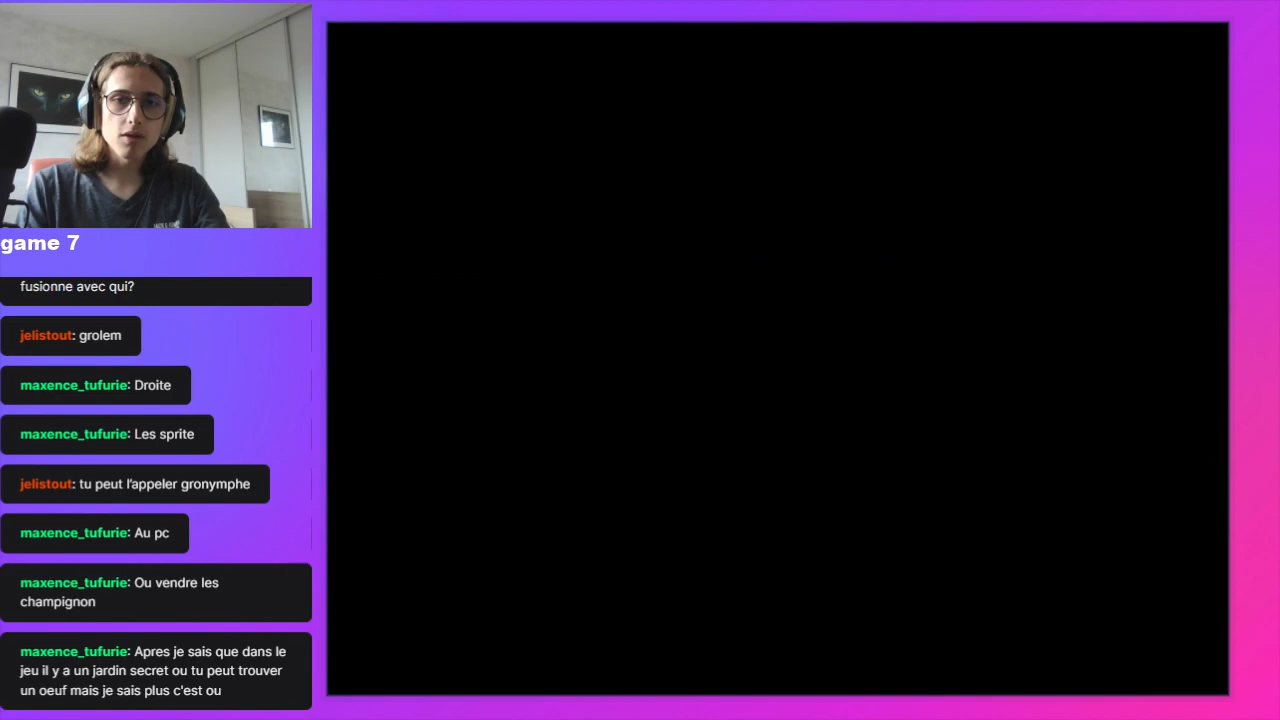 game 7
fusionne avec qui?
jelistout: grolem
maxence_tufurie: Droite
maxence_tufurie: Les sprite
jelistout: tu peut l'appeler gronymphe
maxence_tufurie: Au pc
maxence_tufurie: Ou vendre les
champignon
maxence_tufurie: Apres je sais que dans le
jeu il y a un jardin secret ou tu peut trouver
un oeuf mais je sais plus c'est ou